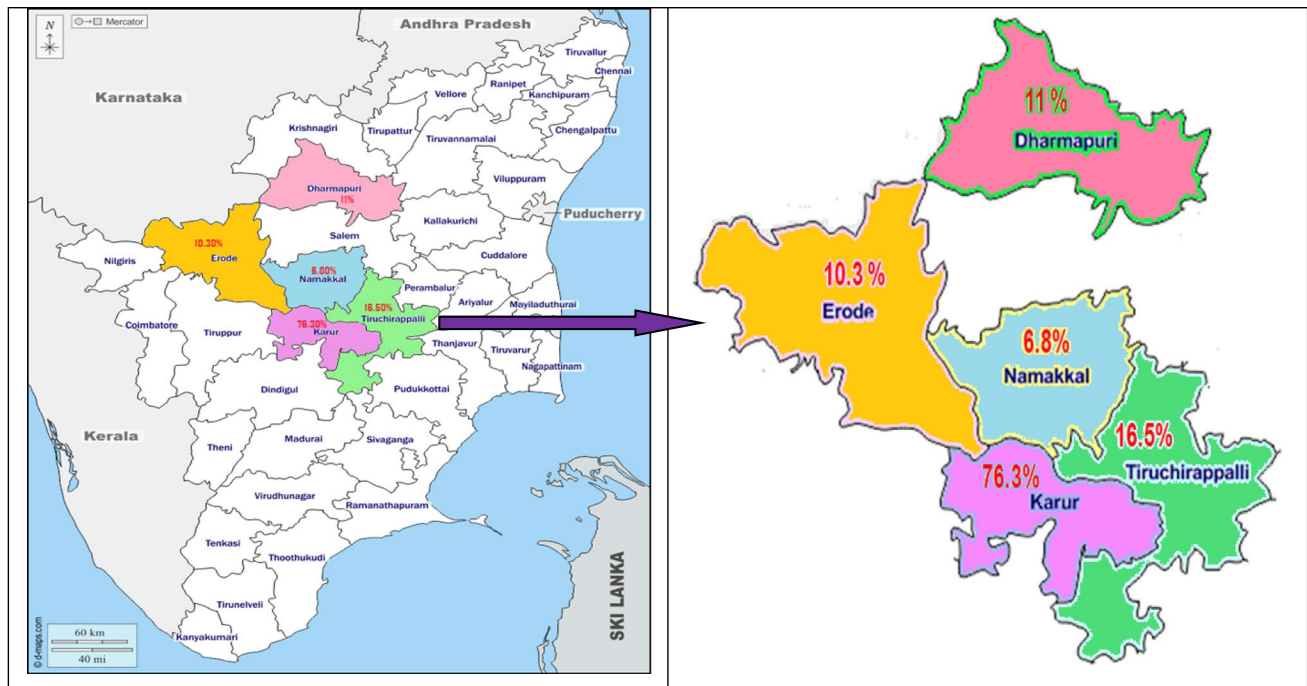 N
Mercator
Andhra Pradesh
Tiruvallur
Chennai
Ranipet
Vellore
Kanchipuram
Karnataka
Krishnagiri
Tirupattur
Tiruvannamalai
Chengalpattu
Viluppuram
Dharmapuri
11%
Kallakurichi
Puducherry
Salem
10.30%
Erode
Nilgiris
Cuddalore
6.80%
Namakkal
Perambalur
Ariyalur
Mayiladuthurai
16.50%
Tiruchirappalli
Coimbatore
Tiruppur
76.30%
Karur
Thanjavur
Tiruvarur
Nagapattinam
Dindigul
Pudukkottai
Kerala
Theni
Madurai
Sivaganga
Virudhunagar
Ramanathapuram
Tenkasi
Thoothukudi
Tirunelveli
Kanyakumari
SKI LANKA
60 km
40 mi
© d-maps.com
11 %
Dharmapuri
10.3 %
Erode
6.8%
Namakkal
16.5%
Tiruchirappalli
76.3%
Karur